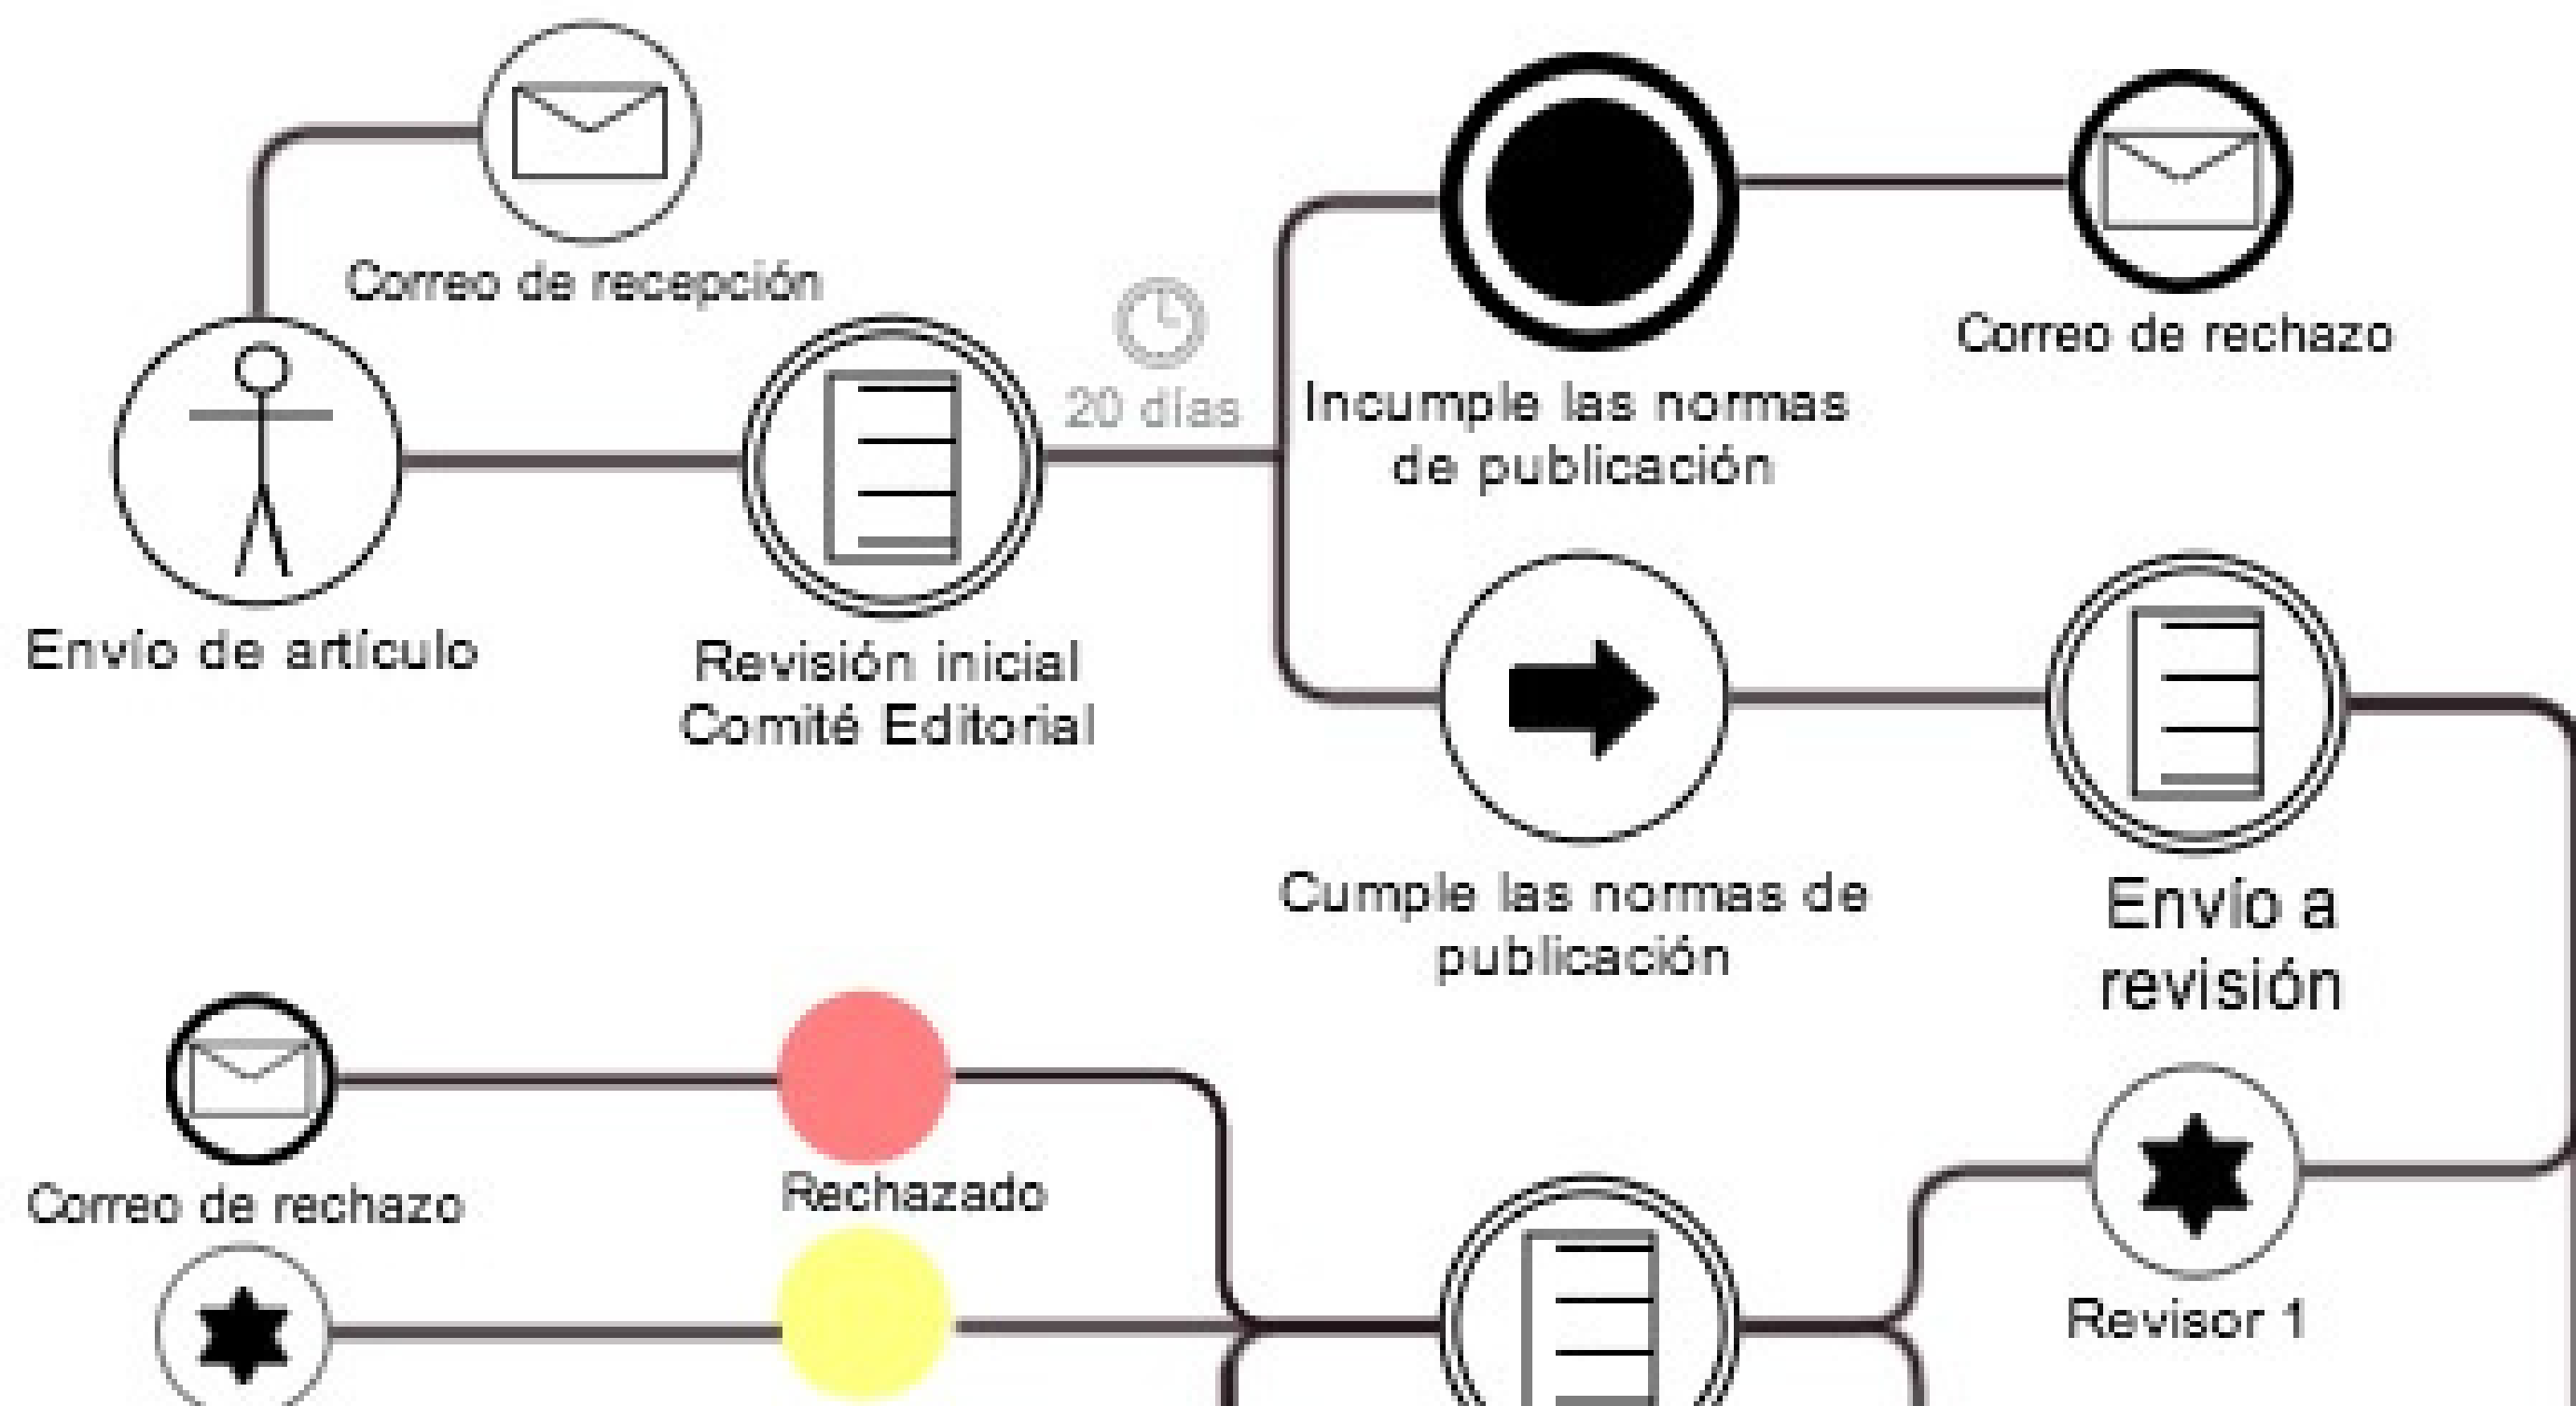 Correo de recepción
Correo de rechazo
20 días
Incumple las normas
de publicación
Envío de artículo
Revisión inicial
Comité Editorial
Cumple las normas de
publicación
Envío a
revisión
Rechazado
Correo de rechazo
Revisor 1